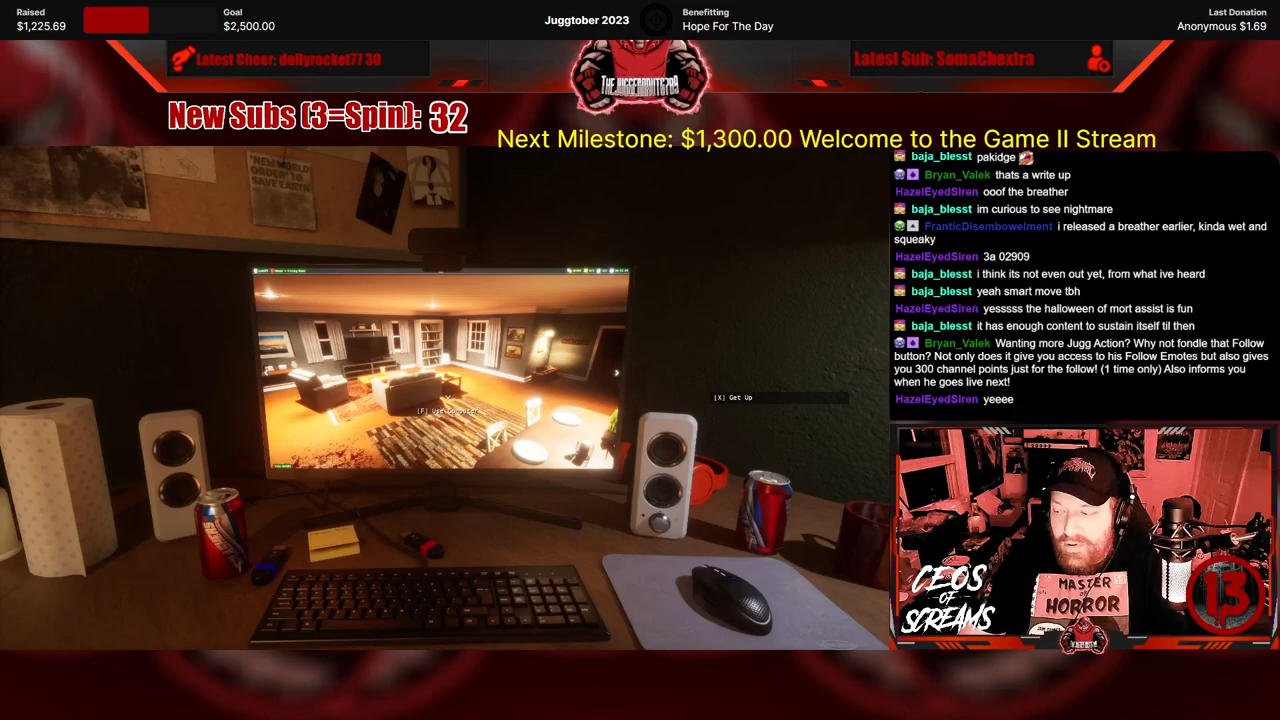 Raised
$1,225.69
Goal
$2,500.00
Juggtober 2023
Benefitting
Hope For The Day
Last Donation
Anonymous $1.69
Latest Cheer: dollyrocket77 30
THEJUGGERNAUT6789
Latest Sub: SomaChextra
New Subs (3=Spin): 32
Next Milestone: $1,300.00 Welcome to the Game II Stream
"NEW WORLD
ORDER" TO
SAVE EARTH
?
baja_blesst pakidge
Bryan_Valek thats a write up
HazelEyedSiren ooof the breather
baja_blesst im curious to see nightmare
FranticDisembowelment i released a breather earlier, kinda wet and
squeaky
HazelEyedSiren 3a 02909
baja_blesst i think its not even out yet, from what ive heard
baja_blesst yeah smart move tbh
HazelEyedSiren yesssss the halloween of mort assist is fun
baja_blesst it has enough content to sustain itself til then
Bryan_Valek Wanting more Jugg Action? Why not fondle that Follow
button? Not only does it give you access to his Follow Emotes but also gives
you 300 channel points just for the follow! (1 time only) Also informs you
when he goes live next!
HazelEyedSiren yeeee
[F] Use Computer
[X] Get Up
CEOS
OF
SCREAMS
MASTER
OF
HORROR
13